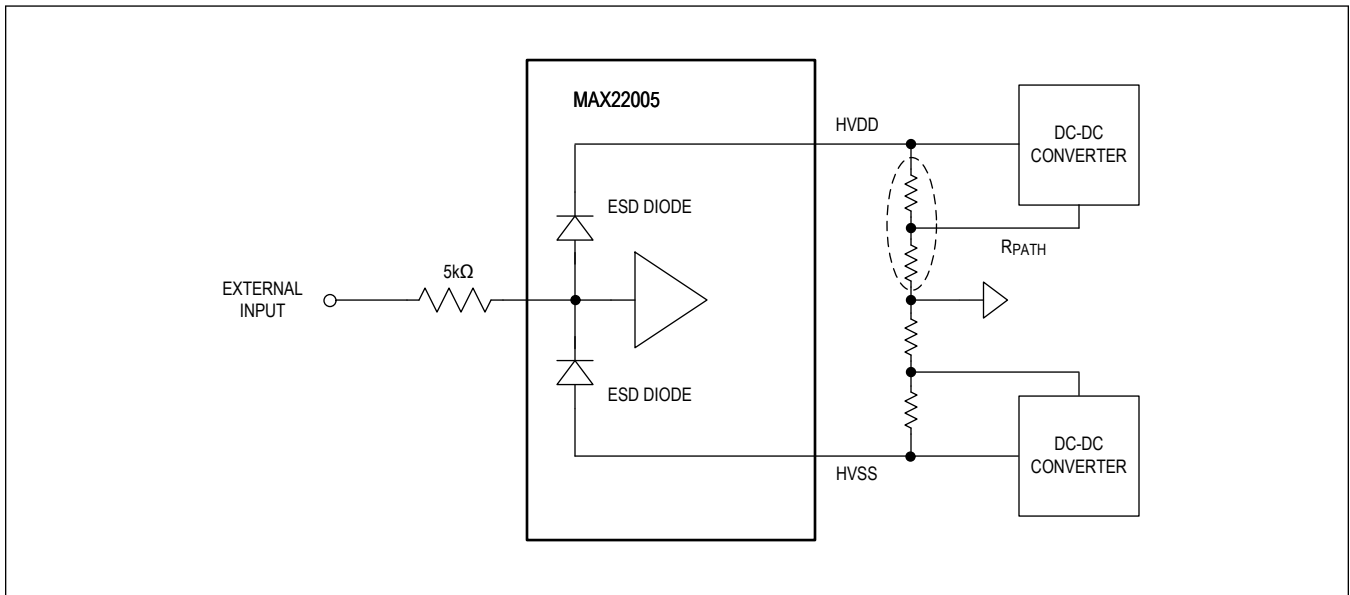 MAX22005
HVDD
DC-DC
CONVERTER
ESD DIODE
RPATH
5kΩ
EXTERNAL
INPUT
ESD DIODE
HVSS
DC-DC
CONVERTER